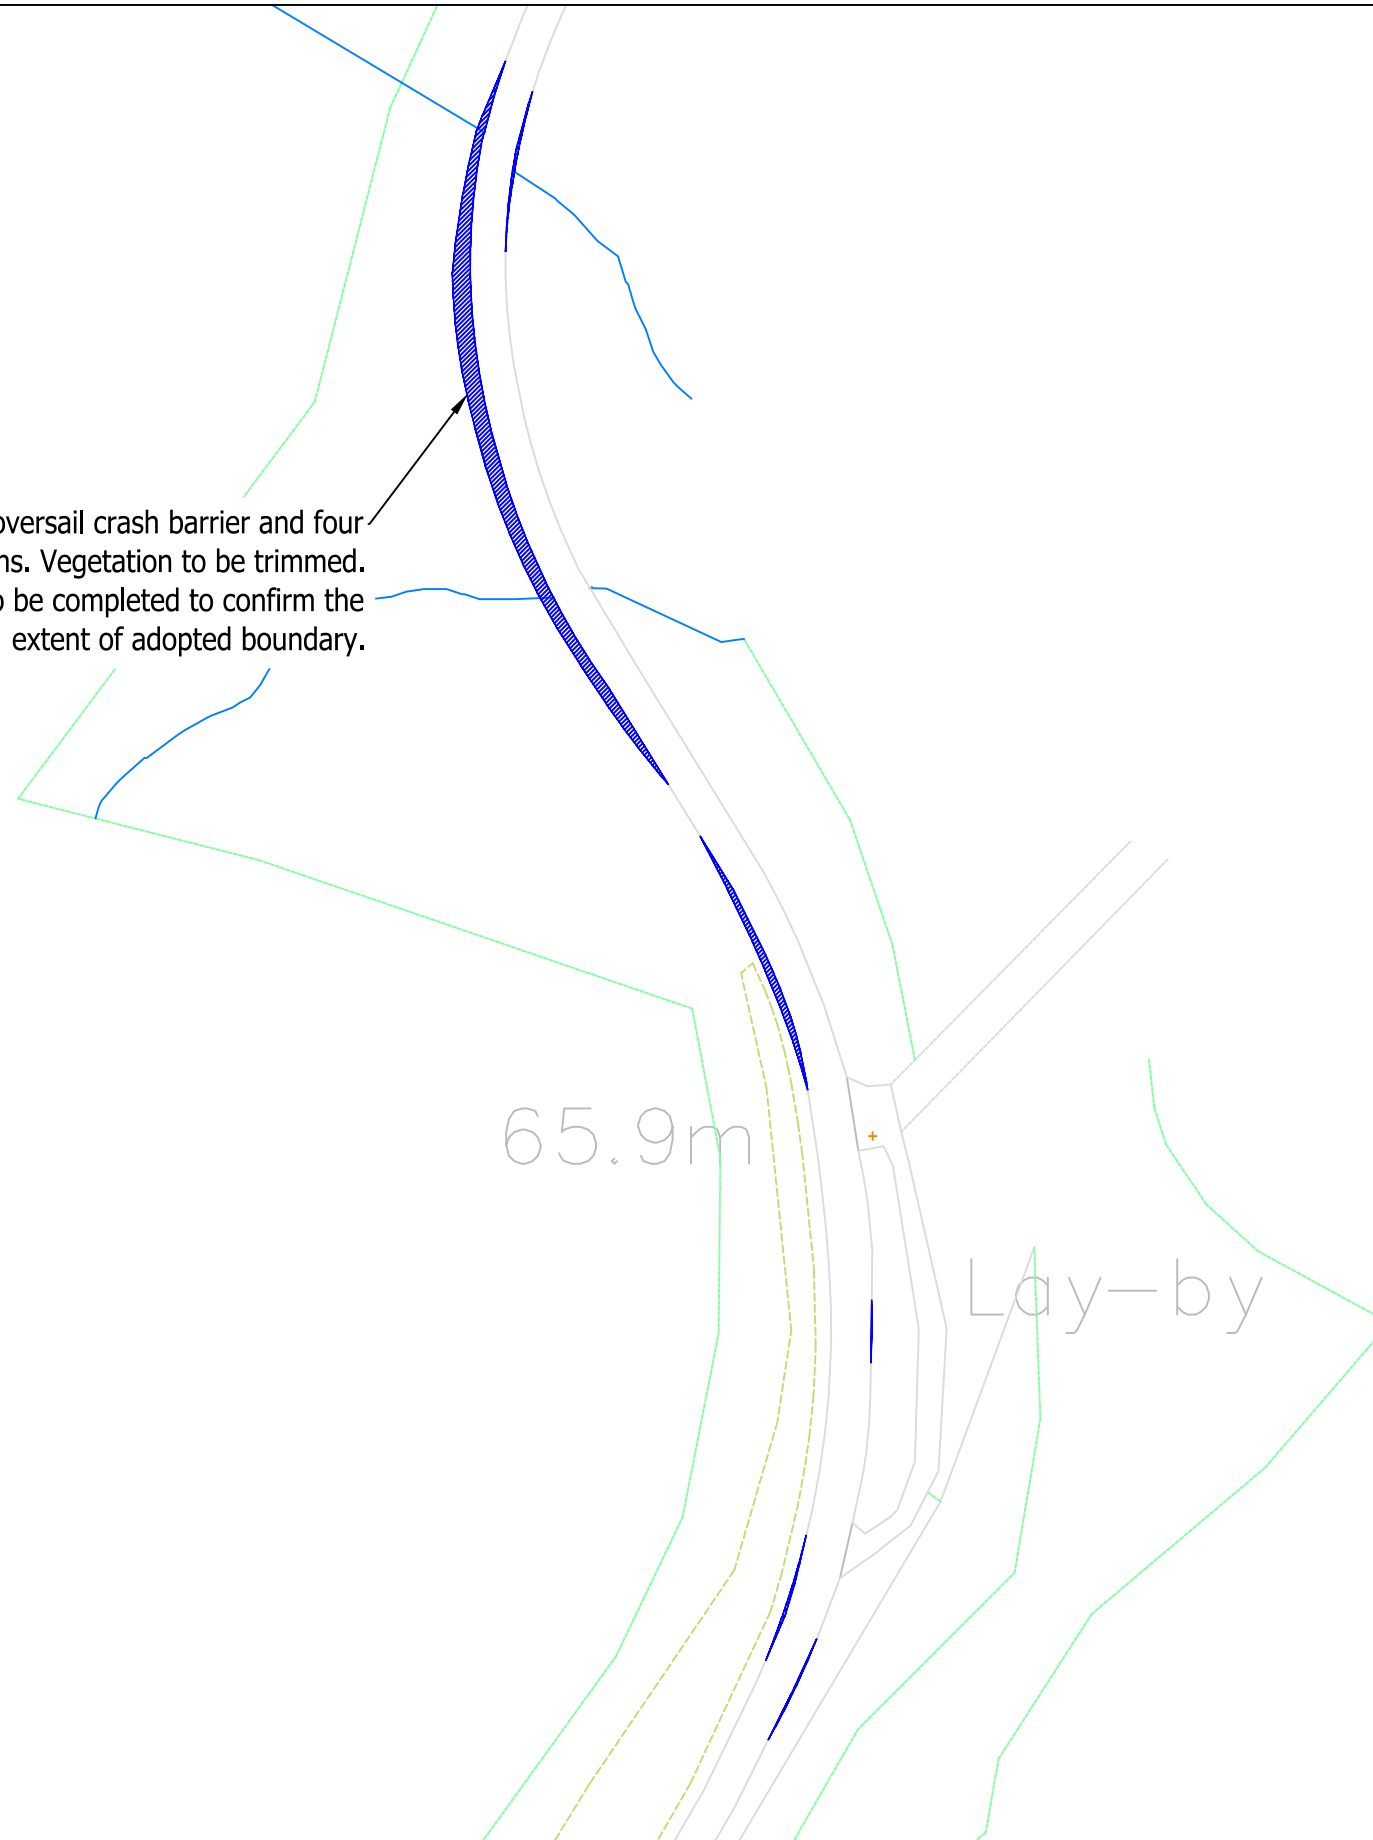 oversail crash barrier and four
Vegetation to be trimmed.
be completed to confirm the
extent of adopted boundary.
65.9m
Lay-by